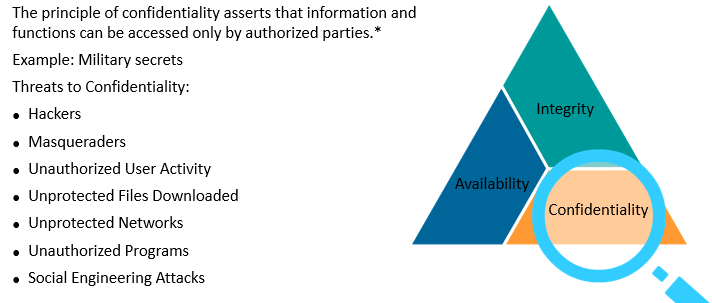 The principle of confidentiality asserts that information and
functions can be accessed only by authorized parties.*
Example: Military secrets
Threats to Confidentiality:
• Hackers
• Masqueraders
• Unauthorized User Activity
• Unprotected Files Downloaded
• Unprotected Networks
• Unauthorized Programs
• Social Engineering Attacks
Integrity
Availability
Confidentiality